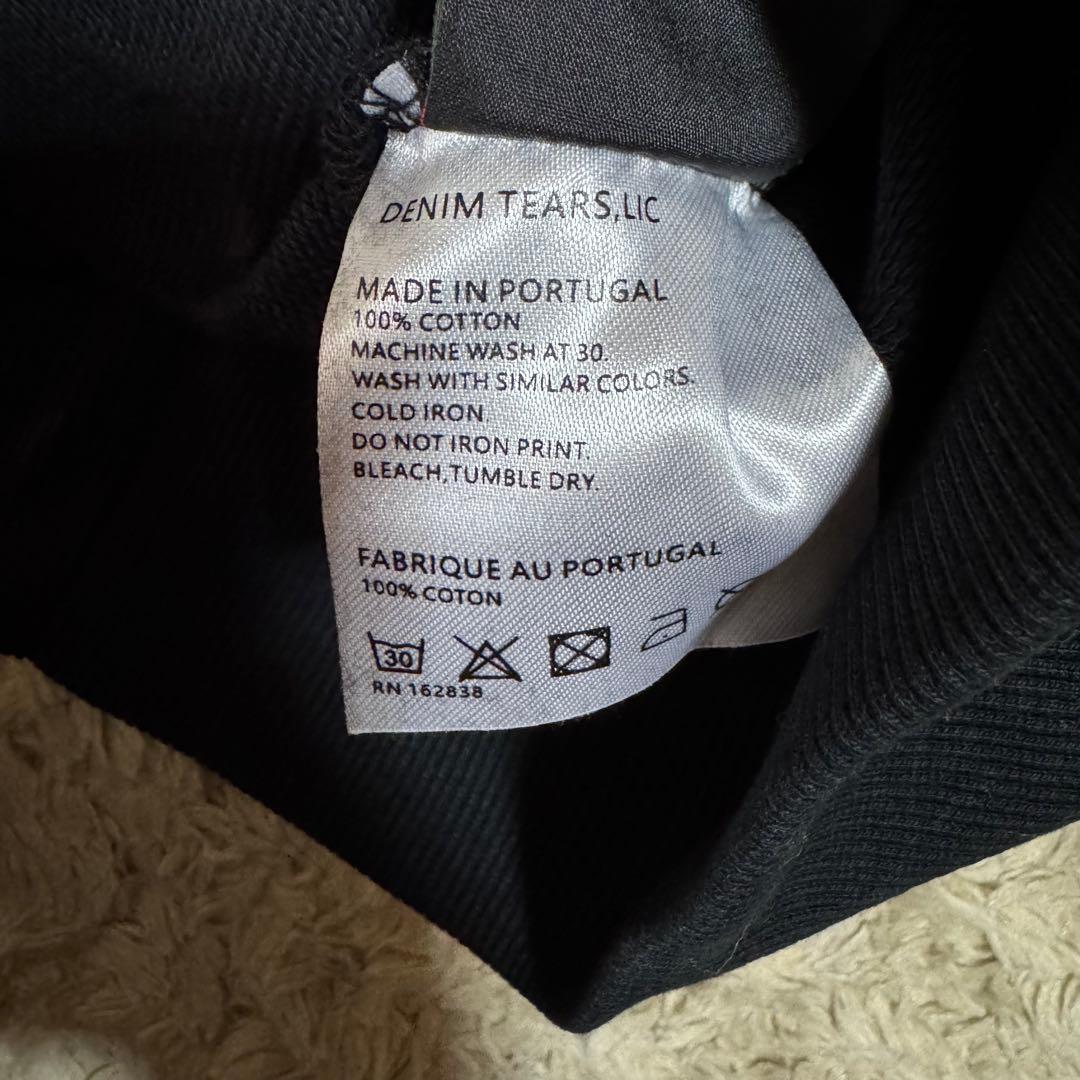 DENIM TEARS,LIC
MADE IN PORTUGAL
100% COTTON
MACHINE WASH AT 30.
WASH WITH SIMILAR COLORS.
COLD IRON
DO NOT IRON PRINT.
BLEACH,TUMBLE DRY.
FABRIQUE AU PORTUGAL
100% COTON
30
RN 162838